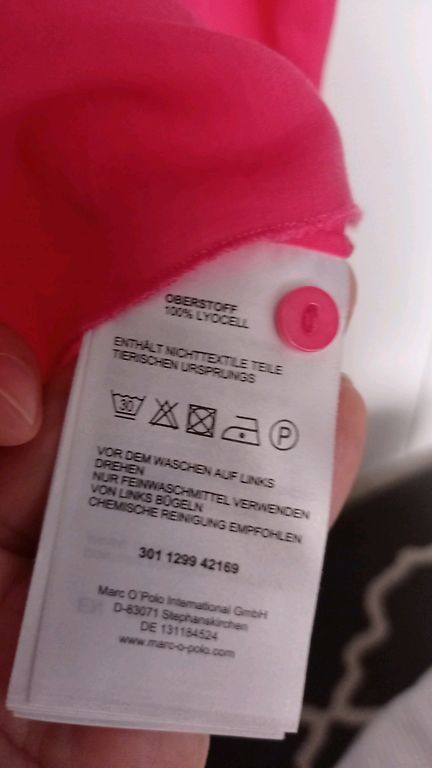 OBERSTOFF
100% LYOCELL
ENTHÄLT NICHTTEXTILE TEILE
TIERISCHEN URSPRUNGS
30
P
VOR DEM WASCHEN AUF LINKS
DREHEN
NUR FEINWASCHMITTEL VERWENDEN
VON LINKS BÜGELN
CHEMISCHE REINIGUNG EMPFOHLEN
301 1299 42169
Marc O'Polo International GmbH
D-83071 Stephanskirchen
DE 131184524
www.marc-o-polo.com